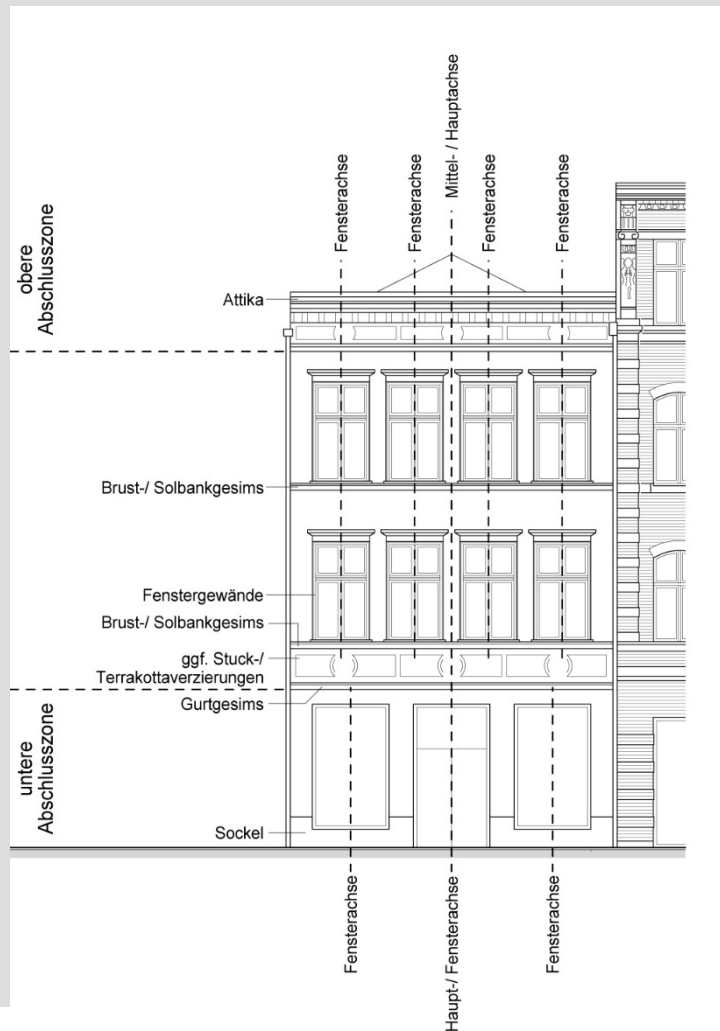 Fensterachse
Fensterachse
Mittel- / Hauptachse
Fensterachse
Fensterachse
obere
Abschlusszone
Attika
Brust-/ Solbankgesims
Fenstergewände
Brust-/ Solbankgesims
ggf. Stuck-/
Terrakottaverzierungen
Gurtgesims
untere
Abschlusszone
Sockel
Fensterachse
Haupt-/ Fensterachse
Fensterachse